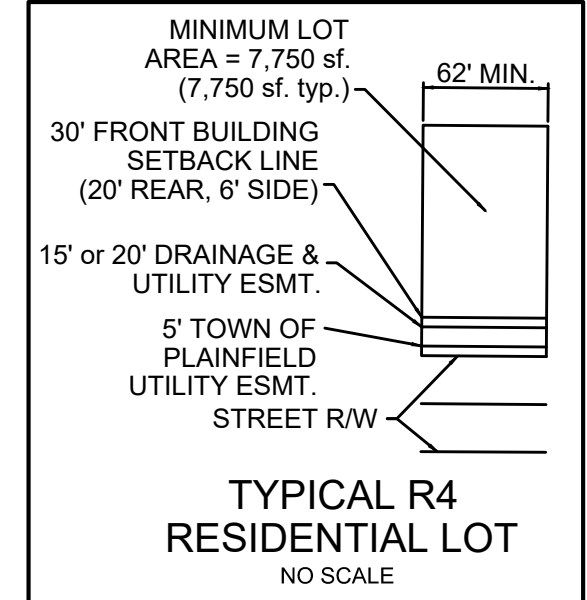 MINIMUM LOT
AREA = 7,750 sf.
(7,750 sf. typ.)
62' MIN.
30' FRONT BUILDING
SETBACK LINE
(20' REAR, 6' SIDE)
15' or 20' DRAINAGE &
UTILITY ESMT.
5' TOWN OF
PLAINFIELD
UTILITY ESMT.
STREET R/W
TYPICAL R4
RESIDENTIAL LOT
NO SCALE